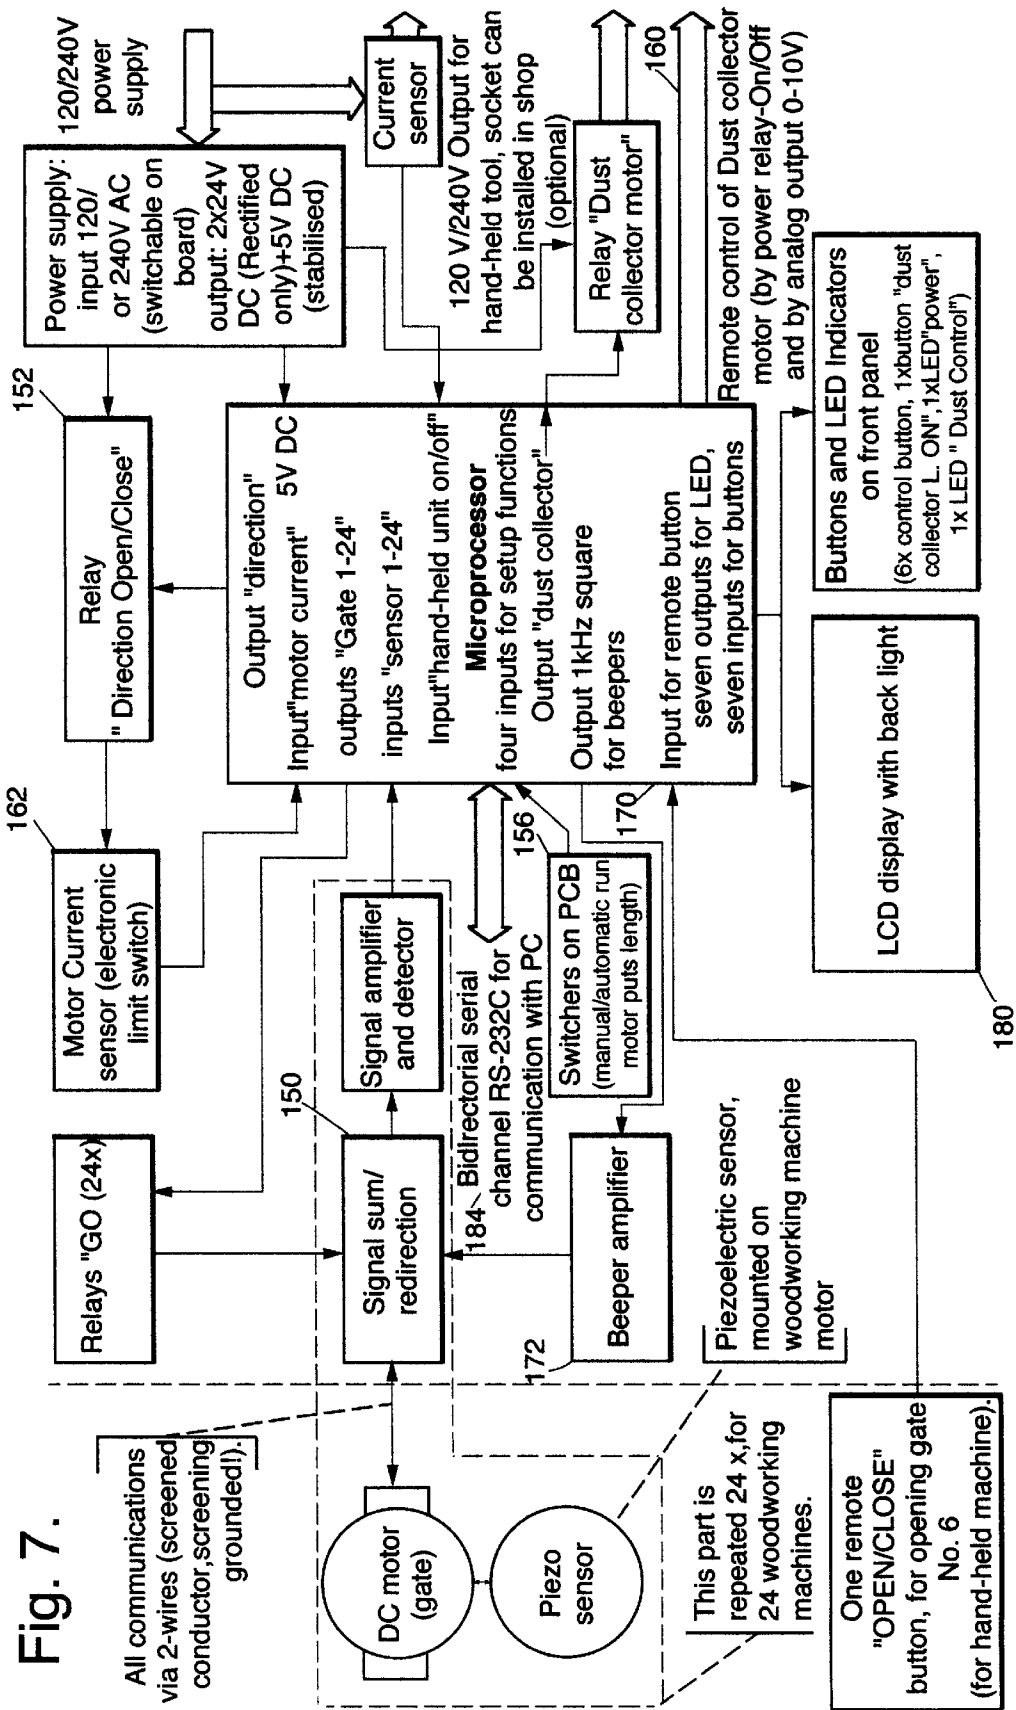 Fig. 7.
All communications
via 2-wires (screened
conductor,screening
grounded!).
DC motor
(gate)
Piezo
sensor
This part is
repeated 24 x,for
24 woodworking
machines.
One remote
"OPEN/CLOSE"
button, for opening gate
No. 6
(for hand-held machine).
Relays "GO (24x)
150
Signal sum/
redirection
184
Bidirectorial serial
channel RS-232C for
communication with PC
172
Beeper amplifier
Piezoelectric sensor,
mounted on
woodworking machine
motor
162
Motor Current
sensor (electronic
limit switch)
Signal amplifier
and detector
156
Switchers on PCB
(manual/automatic run
motor puts length)
170
152
Relay
" Direction Open/Close"
Output "direction"
Input"motor current"
5V DC
outputs "Gate 1-24"
inputs "sensor 1-24"
Input"hand-held unit on/off"
Microprocessor
four inputs for setup functions
Output "dust collector"
Output 1kHz square
for beepers
Input for remote button
seven outputs for LED,
seven inputs for buttons
LCD display with back light
180
Buttons and LED Indicators
on front panel
(6x control button, 1xbutton "dust
collector L. ON",1xLED"power",
1x LED " Dust Control")
Power supply:
input 120/
or 240V AC
(switchable on
board)
output: 2x24V
DC (Rectified
only)+5V DC
(stabilised)
120/240V
power
supply
Current
sensor
120 V/240V Output for
hand-held tool, socket can
be installed in shop
(optional)
Relay "Dust
collector motor"
160
Remote control of Dust collector
motor (by power relay-On/Off
and by analog output 0-10V)